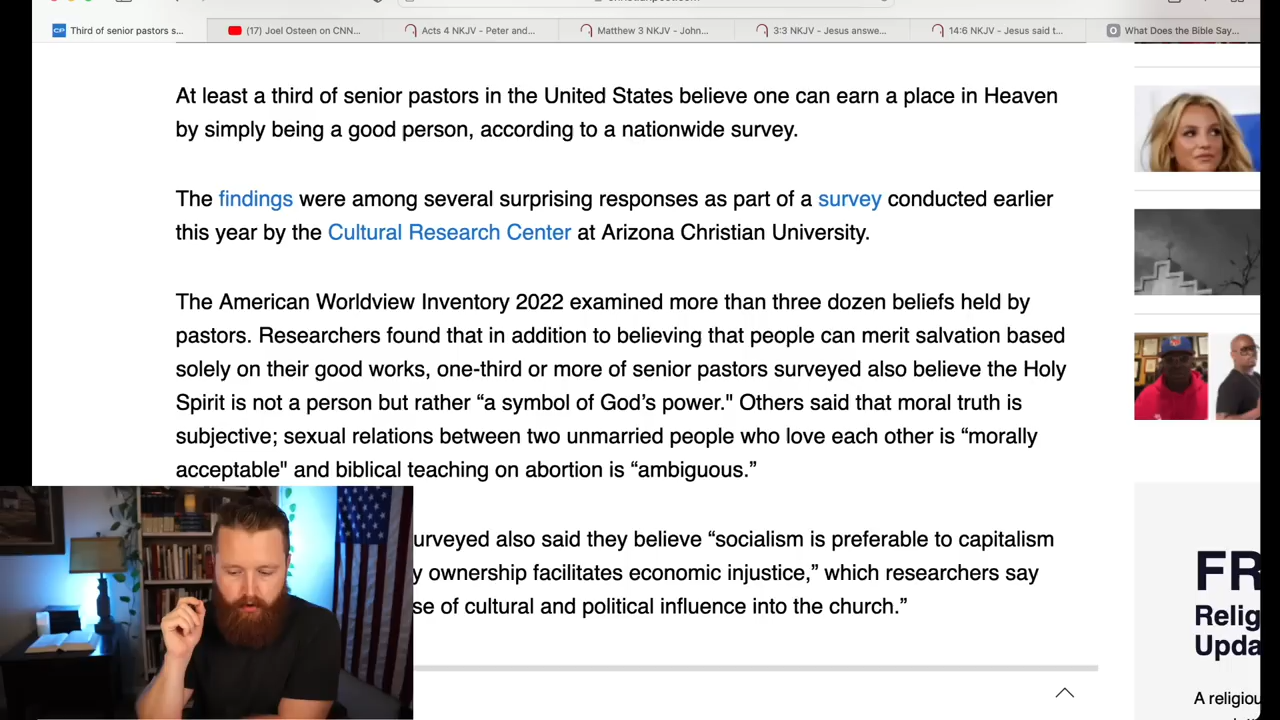 Third of senior pastors s...
(17) Joel Osteen on CNN...
Acts 4 NKJV - Peter and...
Matthew 3 NKJV - John...
3:3 NKJV - Jesus answe...
14:6 NKJV - Jesus said t...
What Does the Bible Say...
At least a third of senior pastors in the United States believe one can earn a place in Heaven
by simply being a good person, according to a nationwide survey.
The findings were among several surprising responses as part of a survey conducted earlier
this year by the Cultural Research Center at Arizona Christian University.
The American Worldview Inventory 2022 examined more than three dozen beliefs held by
pastors. Researchers found that in addition to believing that people can merit salvation based
solely on their good works, one-third or more of senior pastors surveyed also believe the Holy
Spirit is not a person but rather “a symbol of God’s power." Others said that moral truth is
subjective; sexual relations between two unmarried people who love each other is “morally
acceptable" and biblical teaching on abortion is “ambiguous.”
urveyed also said they believe “socialism is preferable to capitalism
y ownership facilitates economic injustice,” which researchers say
se of cultural and political influence into the church.”
FR
Relig
Upda
A religiou